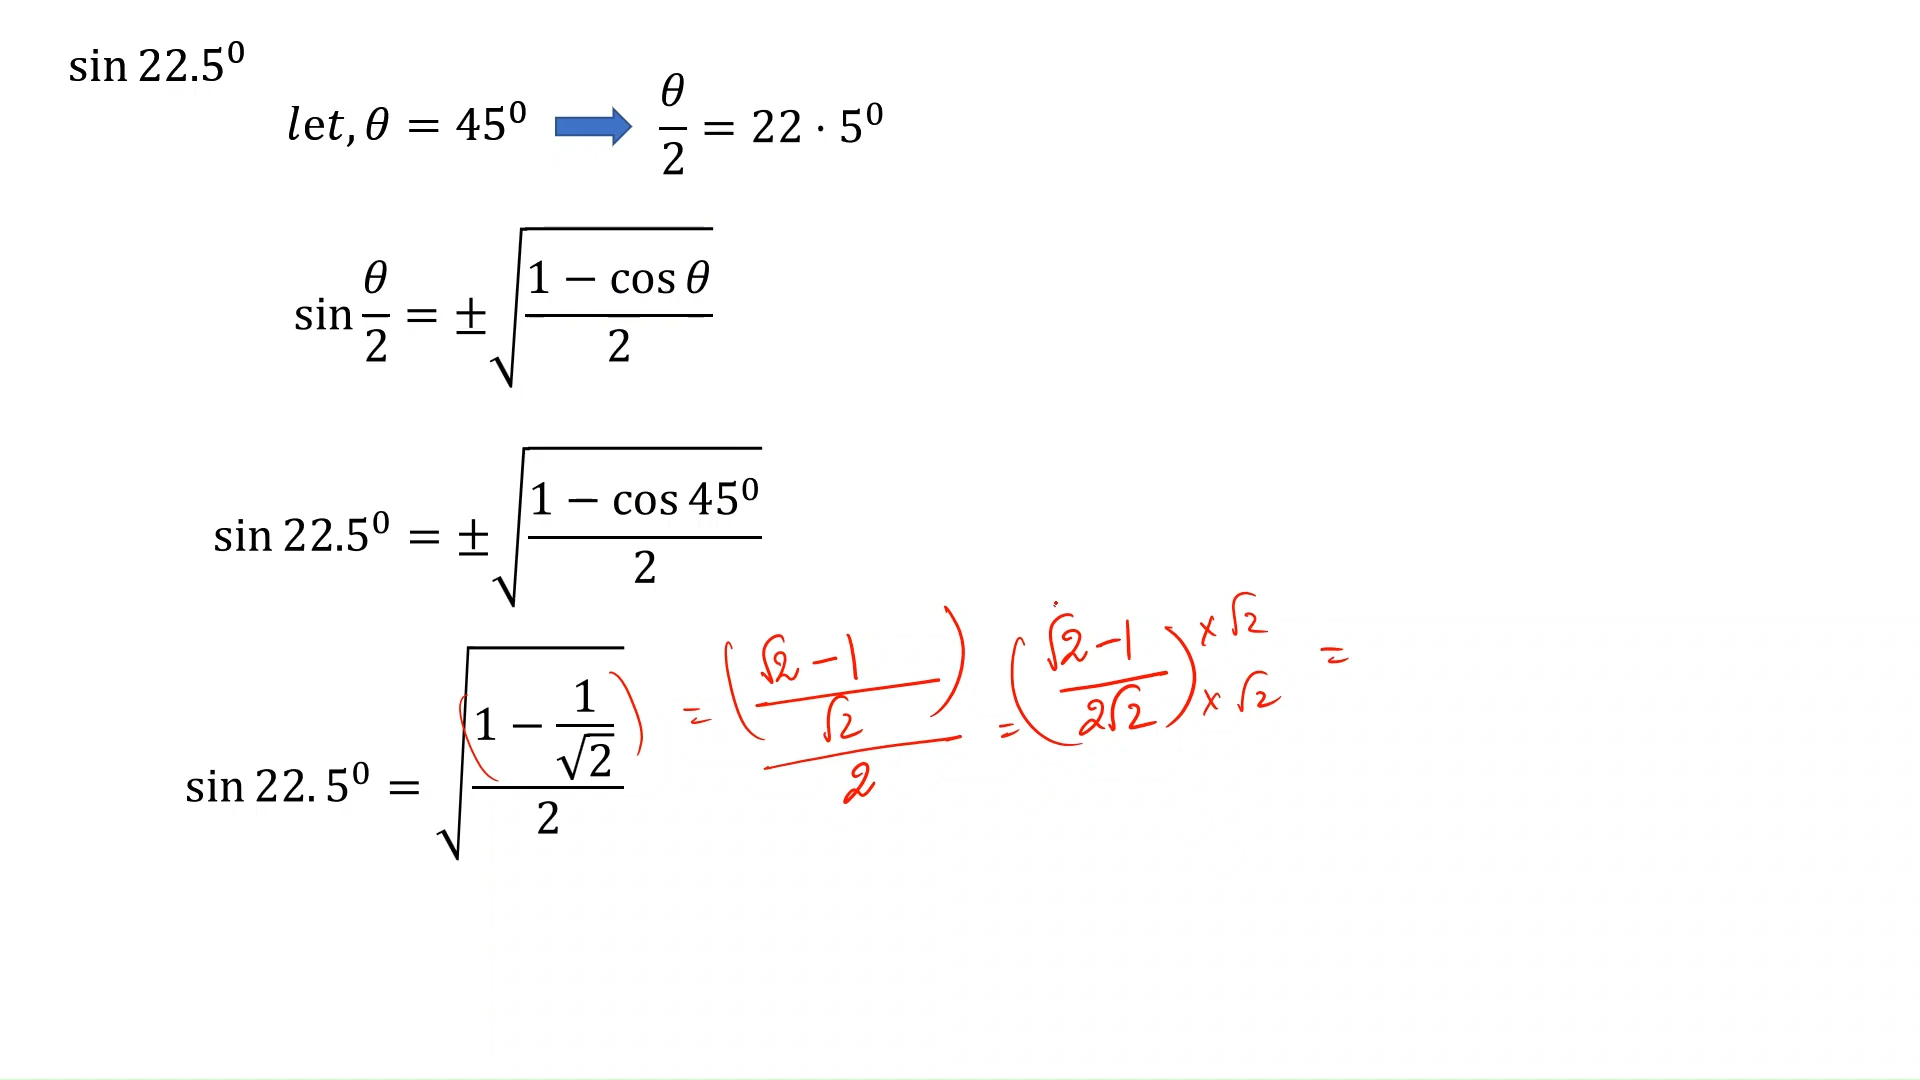 sin 22.5⁰
let, θ = 45⁰ θ/2 = 22 · 5⁰
sin θ/2 = ±√((1 − cos θ)/2)
sin 22.5⁰ = ±√((1 − cos 45⁰)/2)
sin 22. 5⁰ = √((1 − 1/√2)/2) = ((√2 − 1)/√2)/2 = ((√2 − 1)/(2√2)) × √2 × √2 =